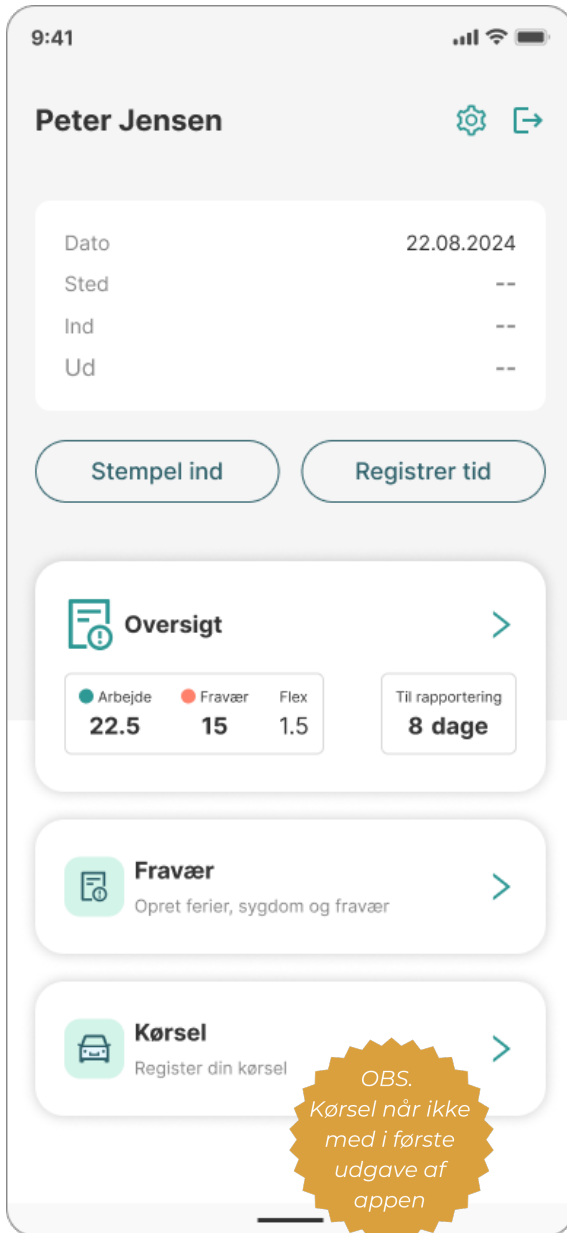 9:41
Peter Jensen
Dato 22.08.2024
Sted --
Ind --
Ud --
Stempel ind Registrer tid
Oversigt
Arbejde Fravær Flex Til rapportering
22.5 15 1.5 8 dage
Fravær
Opret ferier, sygdom og fravær
Kørsel
Register din kørsel
OBS.
Kørsel når ikke
med i første
udgave af
appen